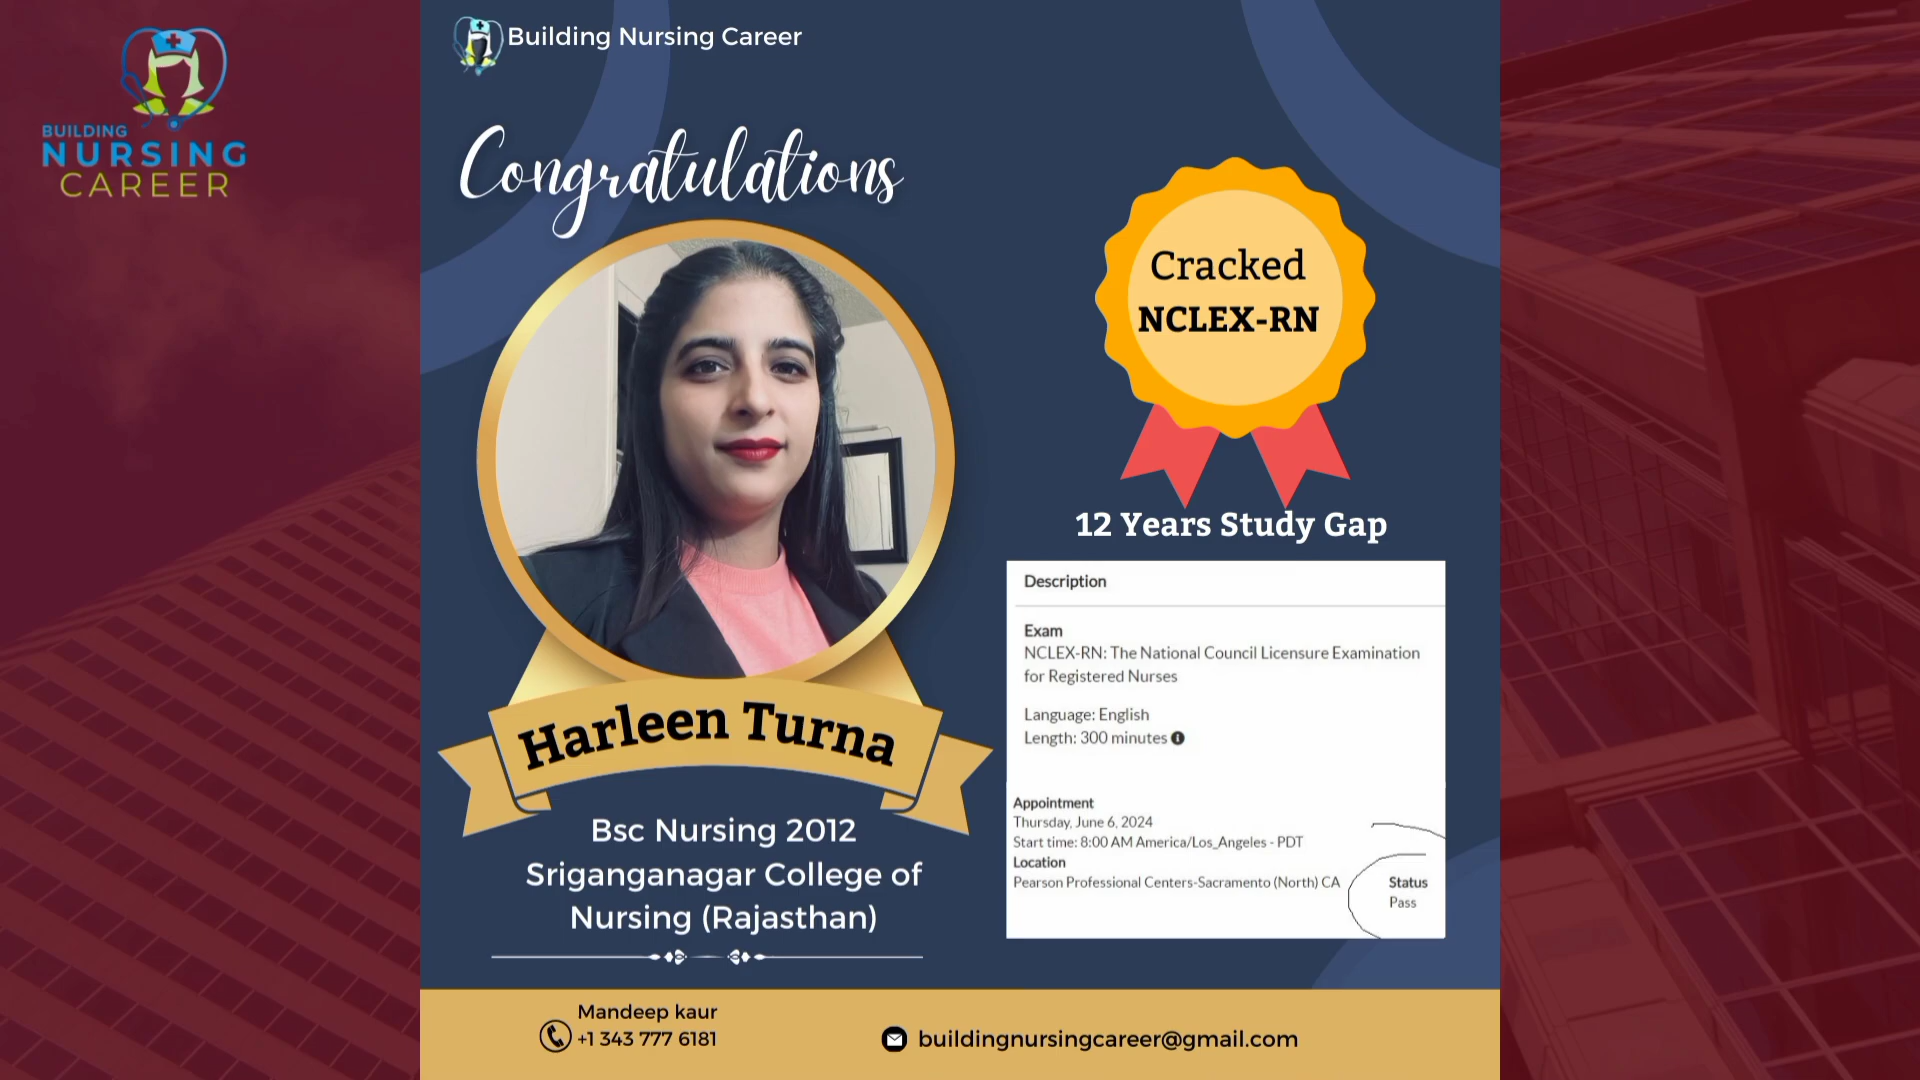 BUILDING
NURSING
CAREER
Building Nursing Career
Congratulations
Cracked
NCLEX-RN
12 Years Study Gap
Harleen Turna
Bsc Nursing 2012
Sriganganagar College of
Nursing (Rajasthan)
Description
Exam
NCLEX-RN: The National Council Licensure Examination
for Registered Nurses
Language: English
Length: 300 minutes
Appointment
Thursday, June 6, 2024
Start time: 8:00 AM America/Los_Angeles - PDT
Location
Pearson Professional Centers-Sacramento (North) CA
Status
Pass
Mandeep kaur
+1 343 777 6181
buildingnursingcareer@gmail.com